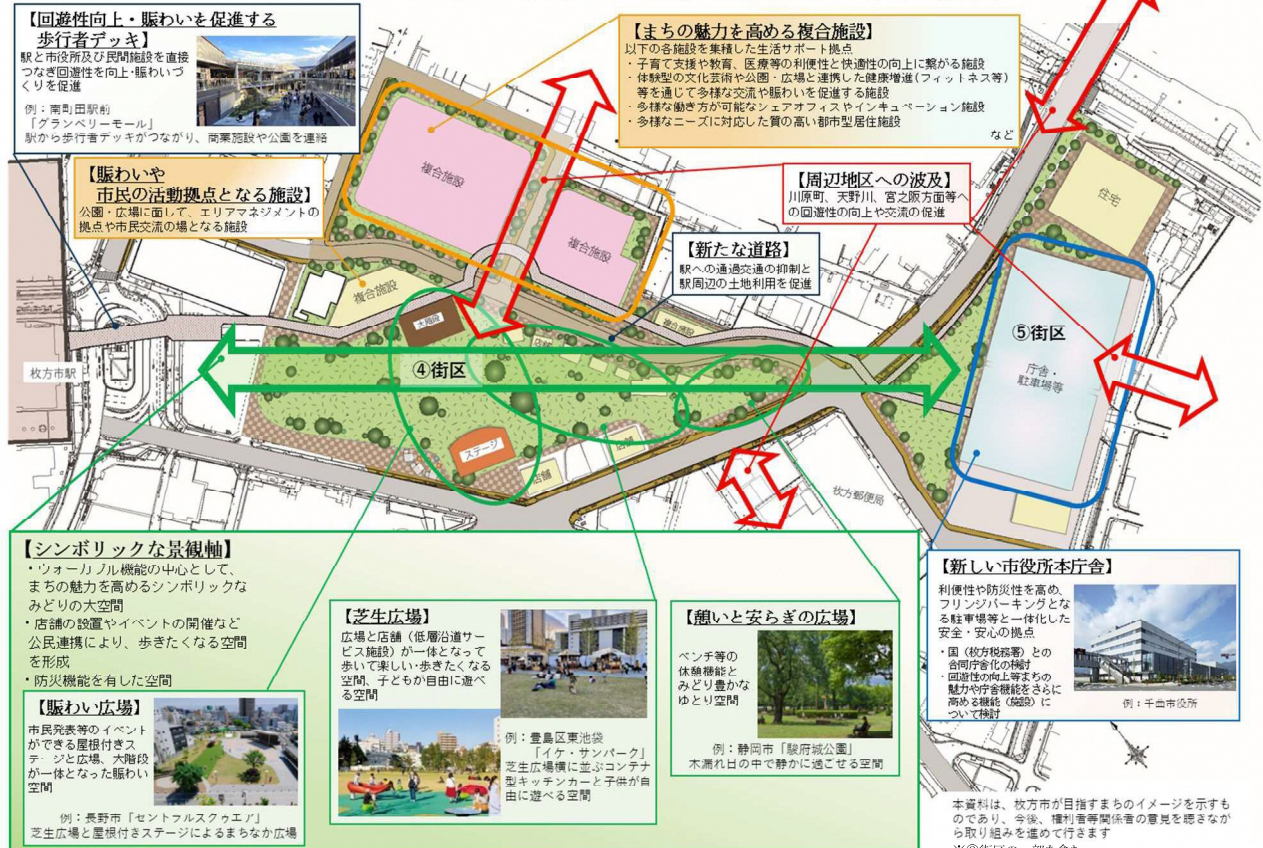 【回遊性向上・賑わいを促進する
歩行者デッキ】
駅と市役所及び民間施設を直接
つなぎ回遊性を向上・賑わいづ
くりを促進
例：南町田駅前
「グランベリーモール」
駅から歩行者デッキがつながり、商業施設や公園を連絡
【まちの魅力を高める複合施設】
以下の各施設を集積した生活サポート拠点
・子育て支援や教育、医療等の利便性と快適性の向上に繋がる施設
・体験型の文化芸術や公園・広場と連携した健康増進(フィットネス等)
等を通じて多様な交流や賑わいを促進する施設
・多様な働き方が可能なシェアオフィスやインキュベーション施設
・多様なニーズに対応した質の高い都市型居住施設
など
【賑わいや
市民の活動拠点となる施設】
公園・広場に面して、エリアマネジメントの
拠点や市民交流の場となる施設
【周辺地区への波及】
川原町、天野川、宮之阪方面等へ
の回遊性の向上や交流の促進
【新たな道路】
駅への通過交通の抑制と
駅周辺の土地利用を促進
複合施設
複合施設
複合施設
複合施設
住宅
大階段
店舗
枚方市駅
④街区
⑤街区
庁舎・
駐車場等
ステージ
店舗
店舗
枚方郵便局
【シンボリックな景観軸】
・ウォーカブル機能の中心として、
まちの魅力を高めるシンボリックな
みどりの大空間
・店舗の設置やイベントの開催など
公民連携により、歩きたくなる空間
を形成
・防災機能を有した空間
【賑わい広場】
市民発表等のイベント
ができる屋根付きス
テージと広場、大階段
が一体となった賑わい
空間
例：長野市「セントラルスクゥエア」
芝生広場と屋根付きステージによるまちなか広場
【芝生広場】
広場と店舗（低層沿道サー
ビス施設）が一体となって
歩いて楽しい・歩きたくなる
空間、子どもが自由に遊べ
る空間
例：豊島区東池袋
「イケ・サンパーク」
芝生広場横に並ぶコンテナ
型キッチンカーと子供が自
由に遊べる空間
【憩いと安らぎの広場】
ベンチ等の
休憩機能と
みどり豊かな
ゆとり空間
例：静岡市「駿府城公園」
木漏れ日の中で静かに過ごせる空間
【新しい市役所本庁舎】
利便性や防災性を高め、
フリンジパーキングとな
る駐車場等と一体化した
安全・安心の拠点
・国（枚方税務署）との
合同庁舎化の検討
・回遊性の向上等まちの
魅力や庁舎機能をさらに
高める機能（施設）に
ついて検討
例：千曲市役所
本資料は、枚方市が目指すまちのイメージを示すも
のであり、今後、権利者等関係者の意見を聴きなが
ら取り組みを進めて行きます